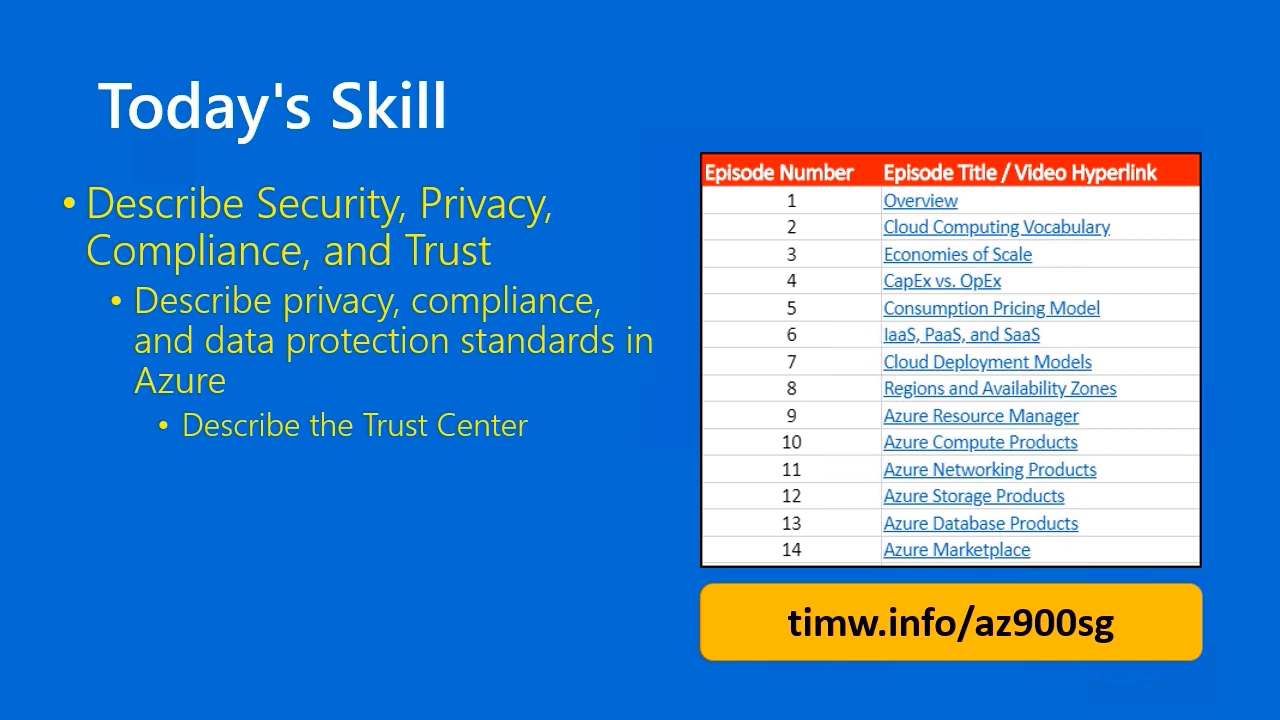 Today's Skill
• Describe Security, Privacy,
Compliance, and Trust
• Describe privacy, compliance,
and data protection standards in
Azure
• Describe the Trust Center
Episode Number Episode Title / Video Hyperlink
1 Overview
2 Cloud Computing Vocabulary
3 Economies of Scale
4 CapEx vs. OpEx
5 Consumption Pricing Model
6 IaaS, PaaS, and SaaS
7 Cloud Deployment Models
8 Regions and Availability Zones
9 Azure Resource Manager
10 Azure Compute Products
11 Azure Networking Products
12 Azure Storage Products
13 Azure Database Products
14 Azure Marketplace
timw.info/az900sg